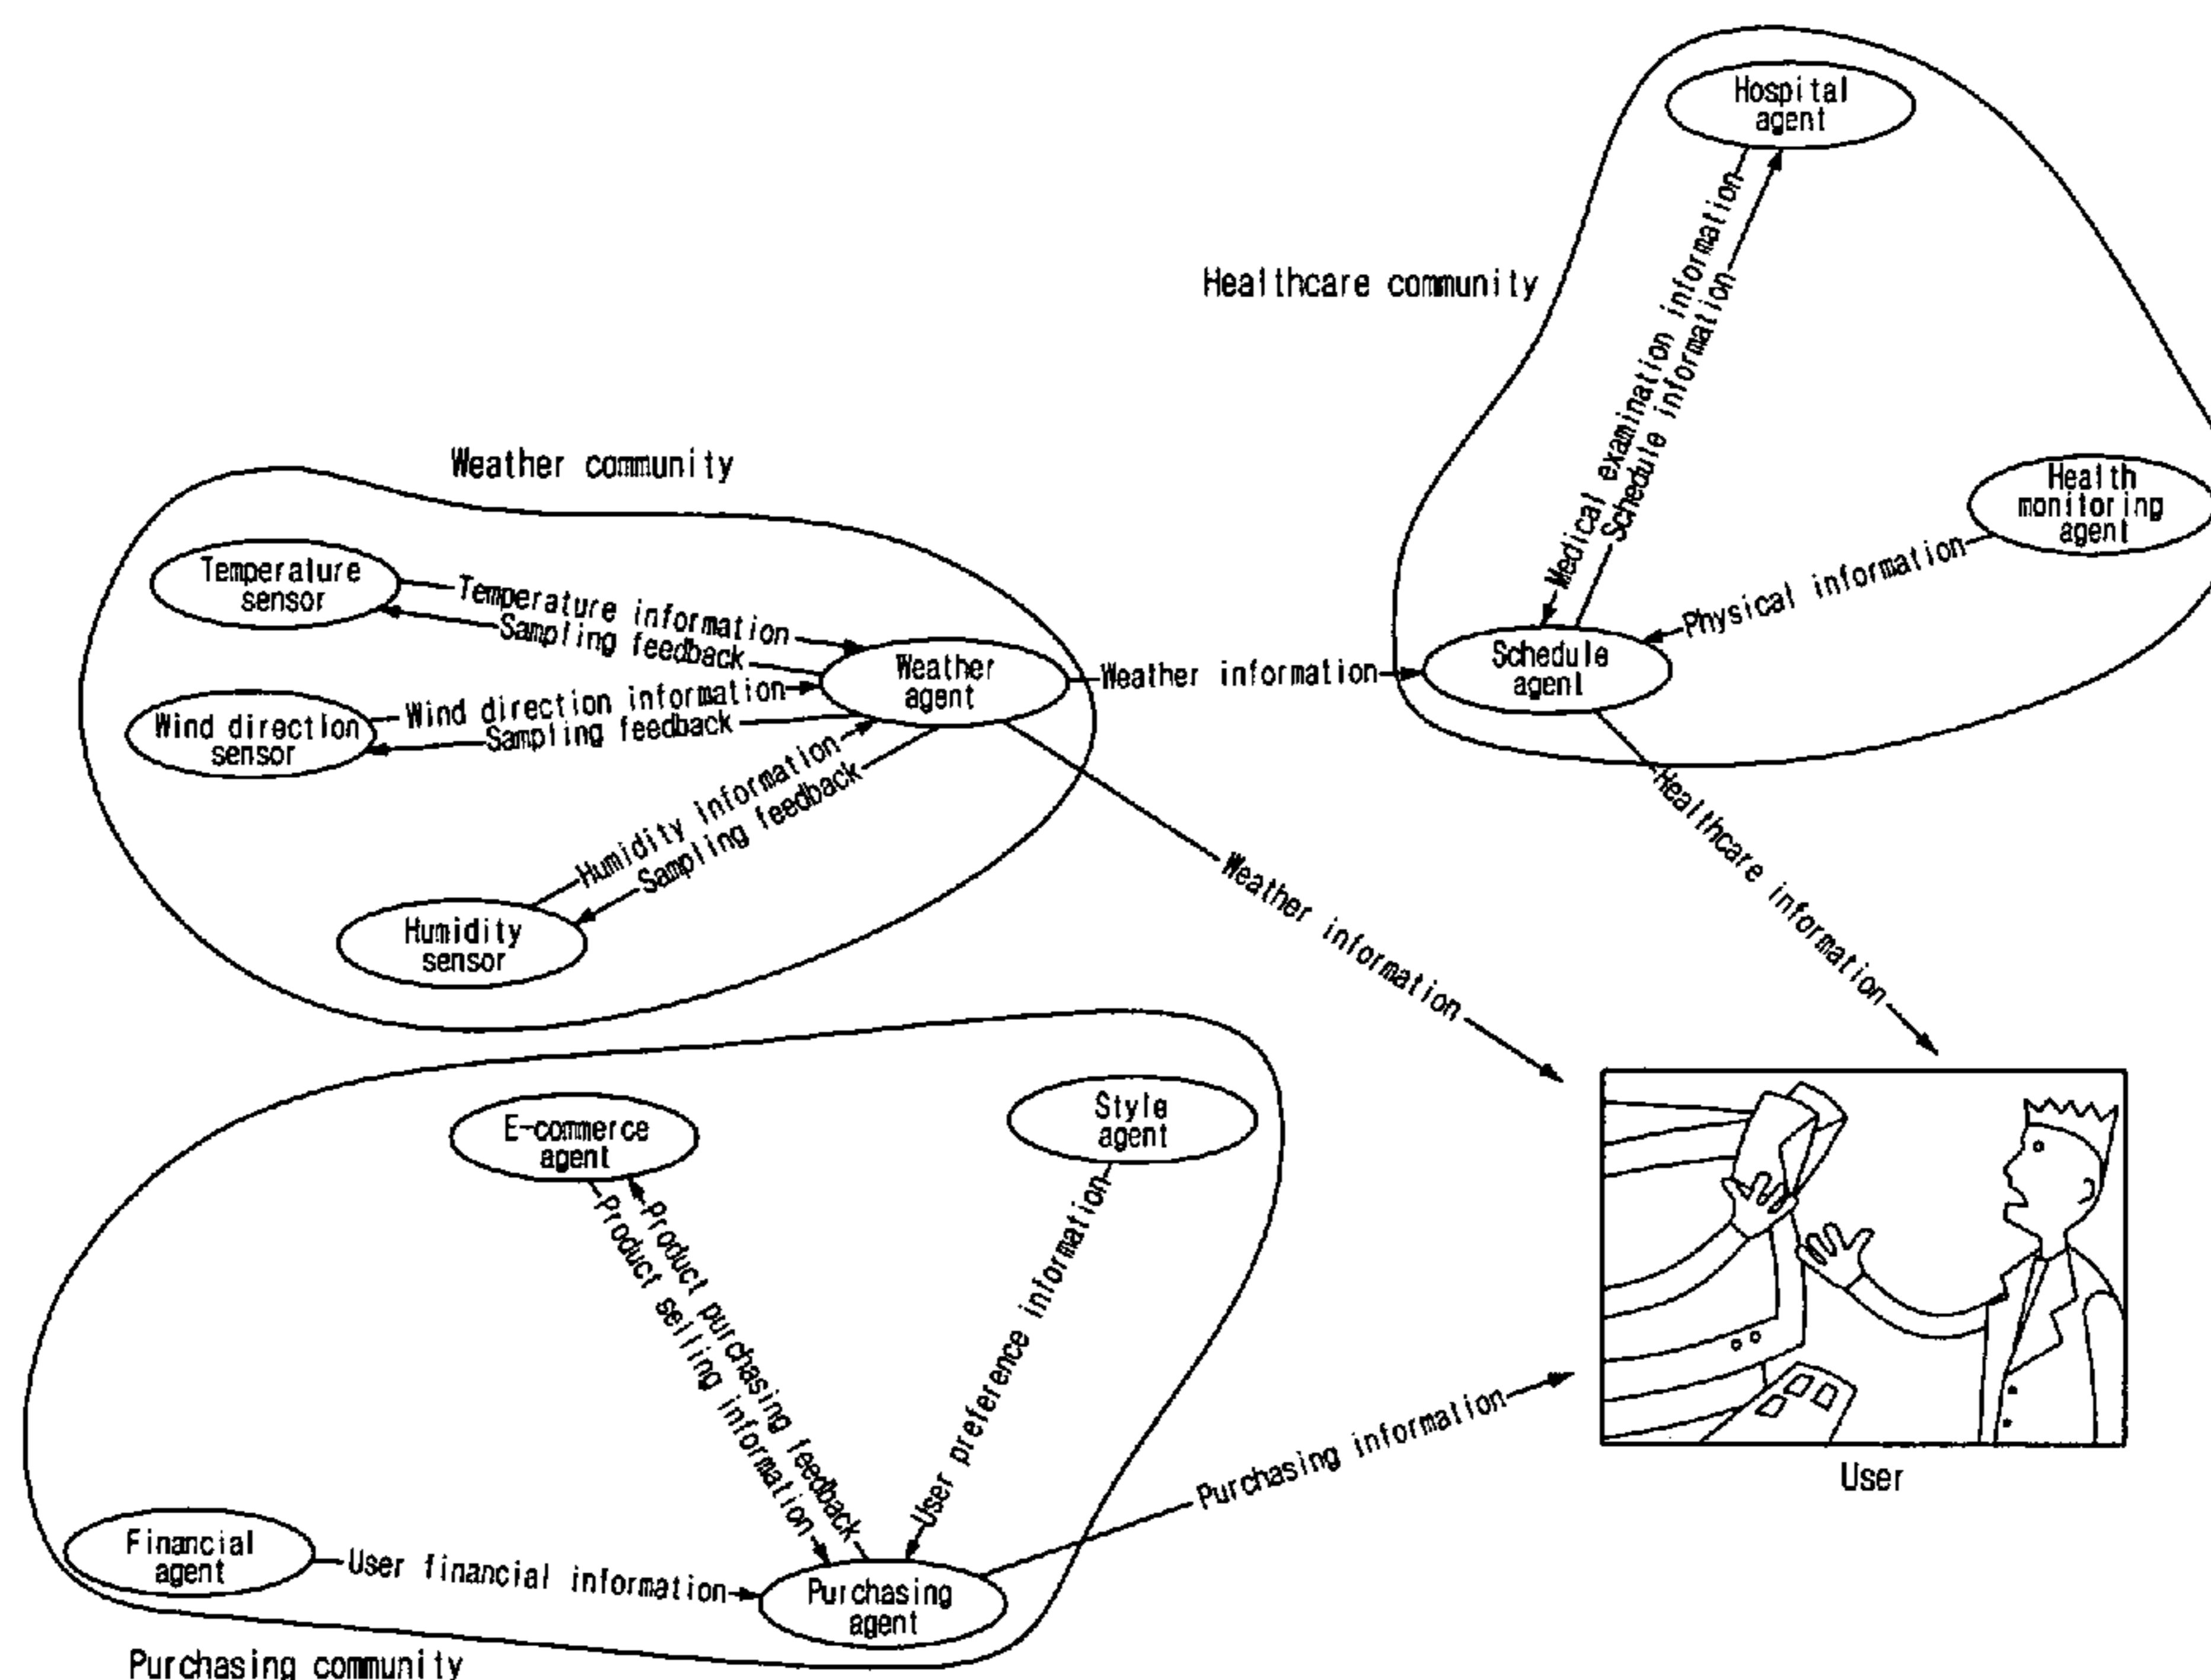 Hospital
agent
Healthcare community
Medical examination information
Schedule information
Health
monitoring
agent
Physical information
Schedule
agent
Weather community
Temperature
sensor
Temperature information
Sampling feedback
Weather
agent
Weather information
Wind direction
sensor
Wind direction information
Sampling feedback
Humidity information
Sampling feedback
Humidity
sensor
Weather information
Healthcare information
E-commerce
agent
Style
agent
Product purchasing feedback
Product selling information
User preference information
Purchasing information
User
Financial
agent
User financial information
Purchasing
agent
Purchasing community